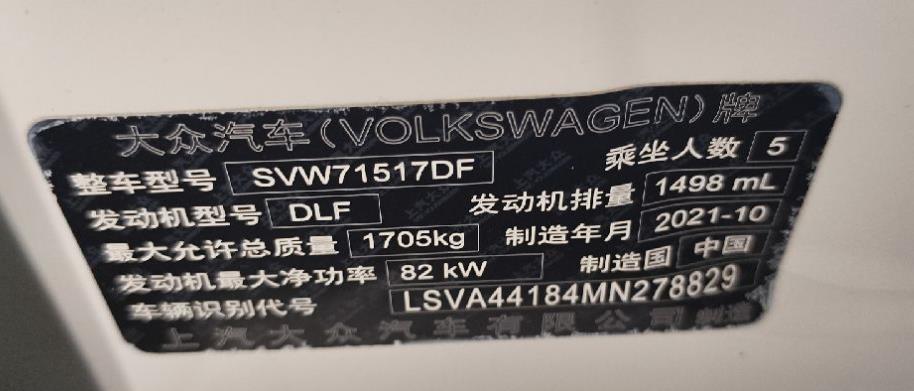 大众汽车(VOLKSWAGEN)牌
整车型号 SVW71517DF 乘坐人数 5
发动机型号 DLF 发动机排量 1498 mL
最大允许总质量 1705kg 制造年月 2021-10
发动机最大净功率 82 kW 制造国 中国
车辆识别代号 LSVA44184MN278829
上汽大众汽车有限公司制造